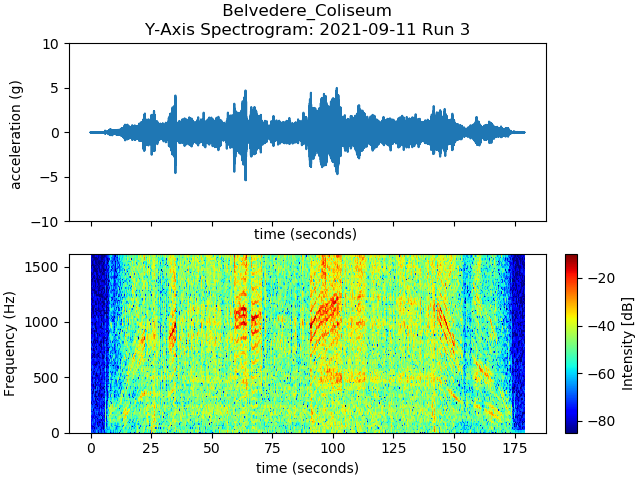 Belvedere_Coliseum
Y-Axis Spectrogram: 2021-09-11 Run 3
10
5
0
−5
−10
acceleration (g)
time (seconds)
1500
1000
500
0
Frequency (Hz)
0 25 50 75 100 125 150 175
time (seconds)
−20
−40
−60
−80
Intensity [dB]